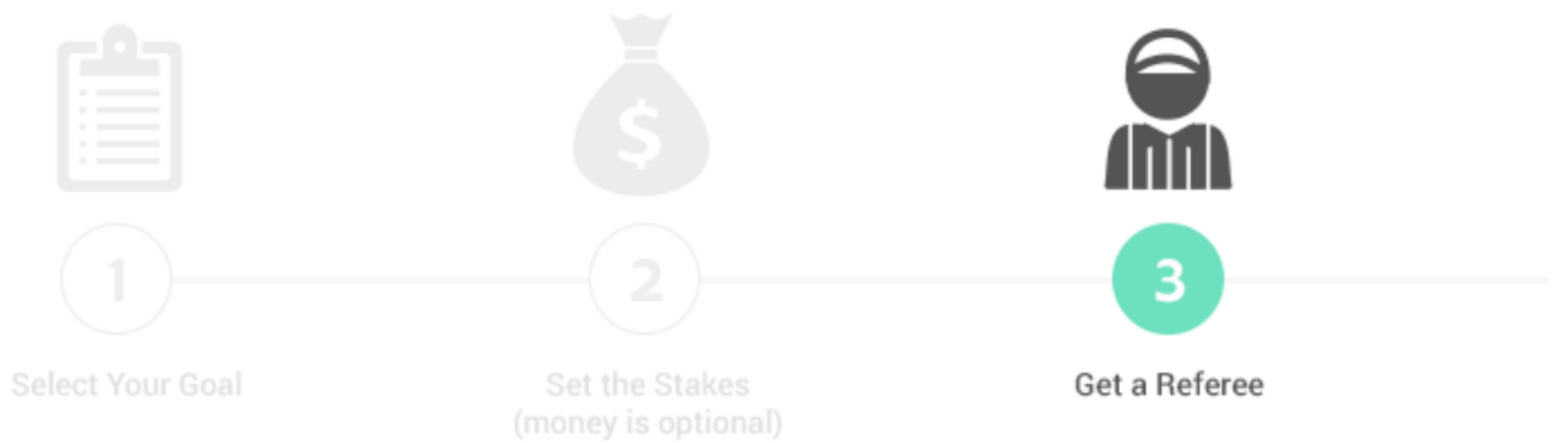 $
1
2
3
Select Your Goal
Set the Stakes
(money is optional)
Get a Referee